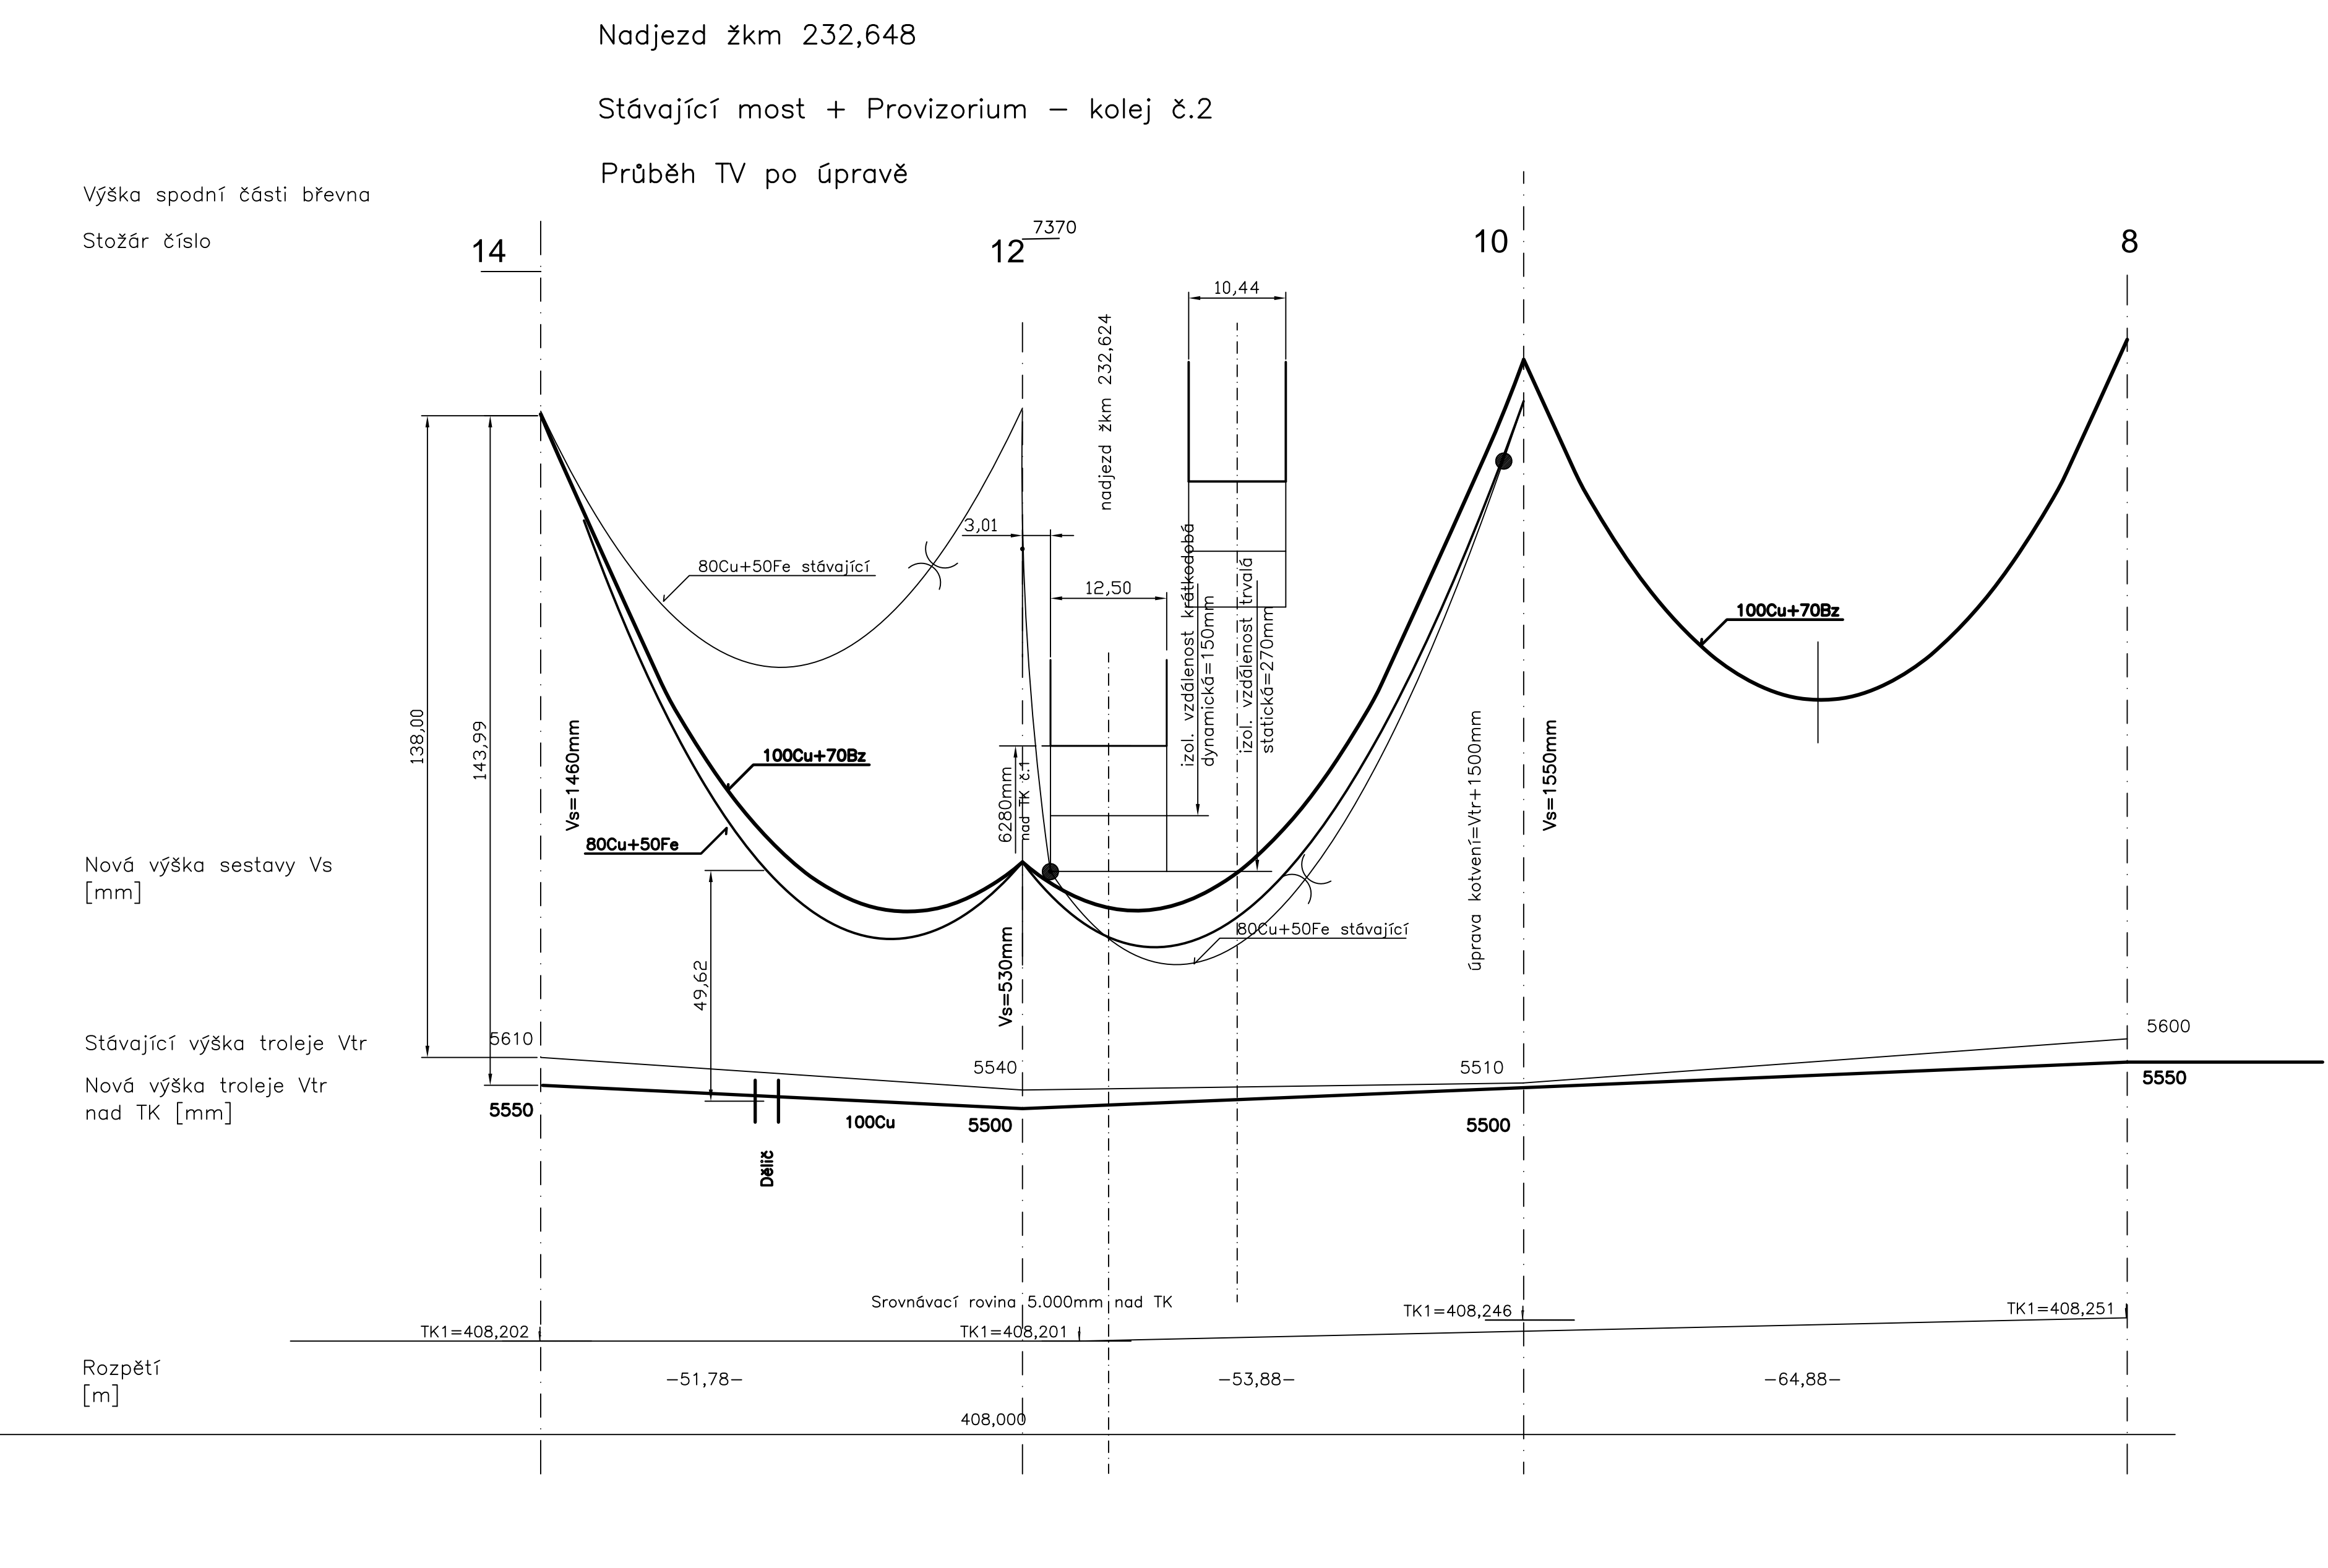 Nadjezd žkm 232,648
Stávající most + Provizorium – kolej č.2
Průběh TV po úpravě
Výška spodní části břevna
Stožár číslo
14
12
7370
10
8
10,44
nadjezd žkm 232,624
3,01
80Cu+50Fe stávající
12,50
izol. vzdálenost krátkodobá
dynamická=150mm
izol. vzdálenost trvalá
statická=270mm
100Cu+70Bz
138,00
143,99
Vs=1460mm
100Cu+70Bz
80Cu+50Fe
6280mm
nad TK č.1
úprava kotvení=Vtr+1500mm
Vs=1550mm
Nová výška sestavy Vs
[mm]
49,62
Vs=530mm
80Cu+50Fe stávající
Stávající výška troleje Vtr
5610
5540
5510
5600
Nová výška troleje Vtr
nad TK [mm]
5550
100Cu
5500
5500
5550
Dělič
Srovnávací rovina 5.000mm nad TK
TK1=408,202
TK1=408,201
TK1=408,246
TK1=408,251
Rozpětí
[m]
–51,78–
–53,88–
–64,88–
408,000